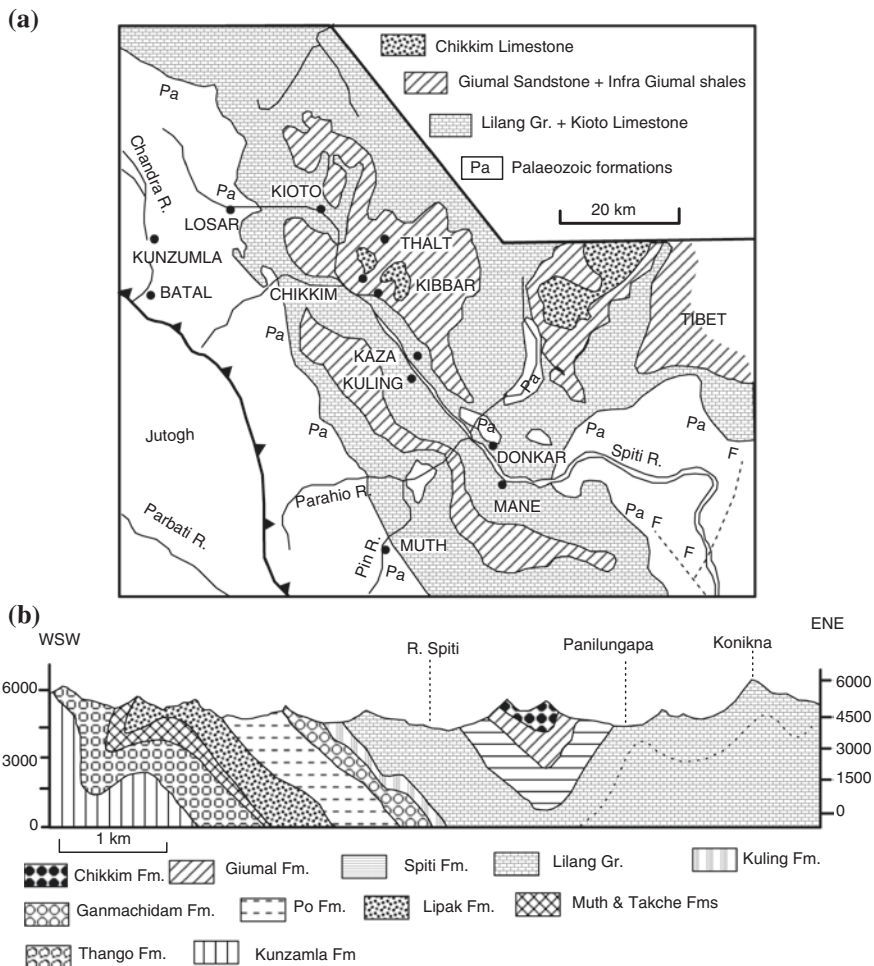 (a)
Chikkim Limestone
Giumal Sandstone + Infra Giumal shales
Lilang Gr. + Kioto Limestone
Pa Palaeozoic formations
20 km
Pa
Chandra R.
Pa
KIOTO
LOSAR
THALT
KUNZUMLA
CHIKKIM
KIBBAR
BATAL
TIBET
Pa
KAZA
KULING
Pa
Pa
Pa
Pa
Pa
Jutogh
DONKAR
Spiti R.
F
Parahio R.
MANE
Pa
F
Parbati R.
Pin R.
MUTH
F
Pa
(b)
WSW
ENE
R. Spiti
Panilungapa
Konikna
6000
3000
0
6000
4500
3000
1500
0
1 km
Chikkim Fm.
Giumal Fm.
Spiti Fm.
Lilang Gr.
Kuling Fm.
Ganmachidam Fm.
Po Fm.
Lipak Fm.
Muth & Takche Fms
Thango Fm.
Kunzamla Fm